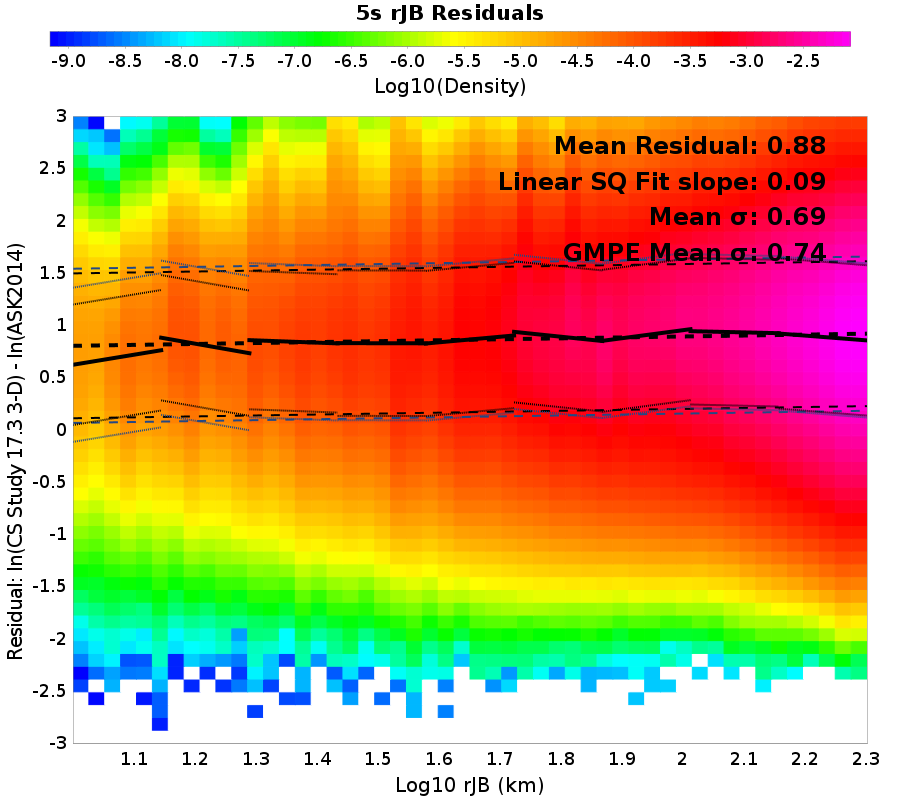 5s rJB Residuals
-9.0 -8.5 -8.0 -7.5 -7.0 -6.5 -6.0 -5.5 -5.0 -4.5 -4.0 -3.5 -3.0 -2.5
Log10(Density)
Mean Residual: 0.88
Linear SQ Fit slope: 0.09
Mean σ: 0.69
GMPE Mean σ: 0.74
Residual: ln(CS Study 17.3 3-D) - ln(ASK2014)
3
2.5
2
1.5
1
0.5
0
-0.5
-1
-1.5
-2
-2.5
-3
1.1 1.2 1.3 1.4 1.5 1.6 1.7 1.8 1.9 2 2.1 2.2 2.3
Log10 rJB (km)